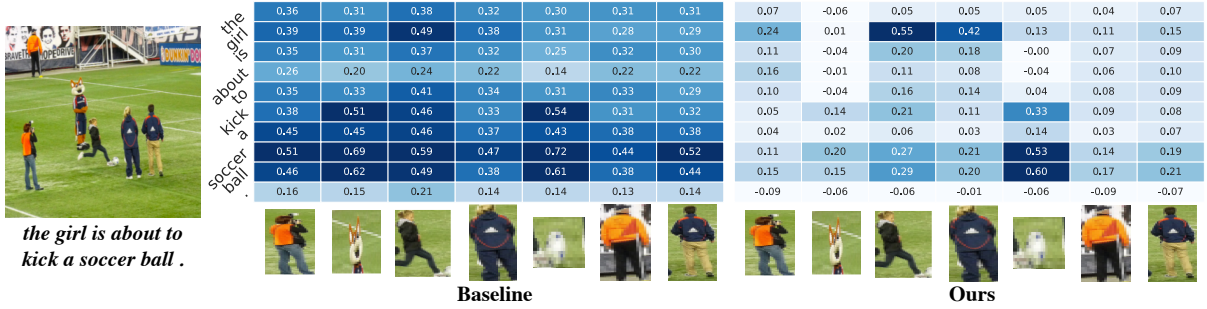 BRAVET
HOPEDRIVE
DUNKIN' DO
the 0.36 0.31 0.38 0.32 0.30 0.31 0.31 0.07 -0.06 0.05 0.05 0.05 0.04 0.07
girl 0.39 0.39 0.49 0.38 0.31 0.28 0.29 0.24 0.01 0.55 0.42 0.13 0.11 0.15
is 0.35 0.31 0.37 0.32 0.25 0.32 0.30 0.11 -0.04 0.20 0.18 -0.00 0.07 0.09
about 0.26 0.20 0.24 0.22 0.14 0.22 0.22 0.16 -0.01 0.11 0.08 -0.04 0.06 0.10
to 0.35 0.33 0.41 0.34 0.31 0.33 0.29 0.10 -0.04 0.16 0.14 0.04 0.08 0.09
kick 0.38 0.51 0.46 0.33 0.54 0.31 0.32 0.05 0.14 0.21 0.11 0.33 0.09 0.08
a 0.45 0.45 0.46 0.37 0.43 0.38 0.38 0.04 0.02 0.06 0.03 0.14 0.03 0.07
soccer 0.51 0.69 0.59 0.47 0.72 0.44 0.52 0.11 0.20 0.27 0.21 0.53 0.14 0.19
ball 0.46 0.62 0.49 0.38 0.61 0.38 0.44 0.15 0.15 0.29 0.20 0.60 0.17 0.21
. 0.16 0.15 0.21 0.14 0.14 0.13 0.14 -0.09 -0.06 -0.06 -0.01 -0.06 -0.09 -0.07
the girl is about to
kick a soccer ball .
Baseline
Ours